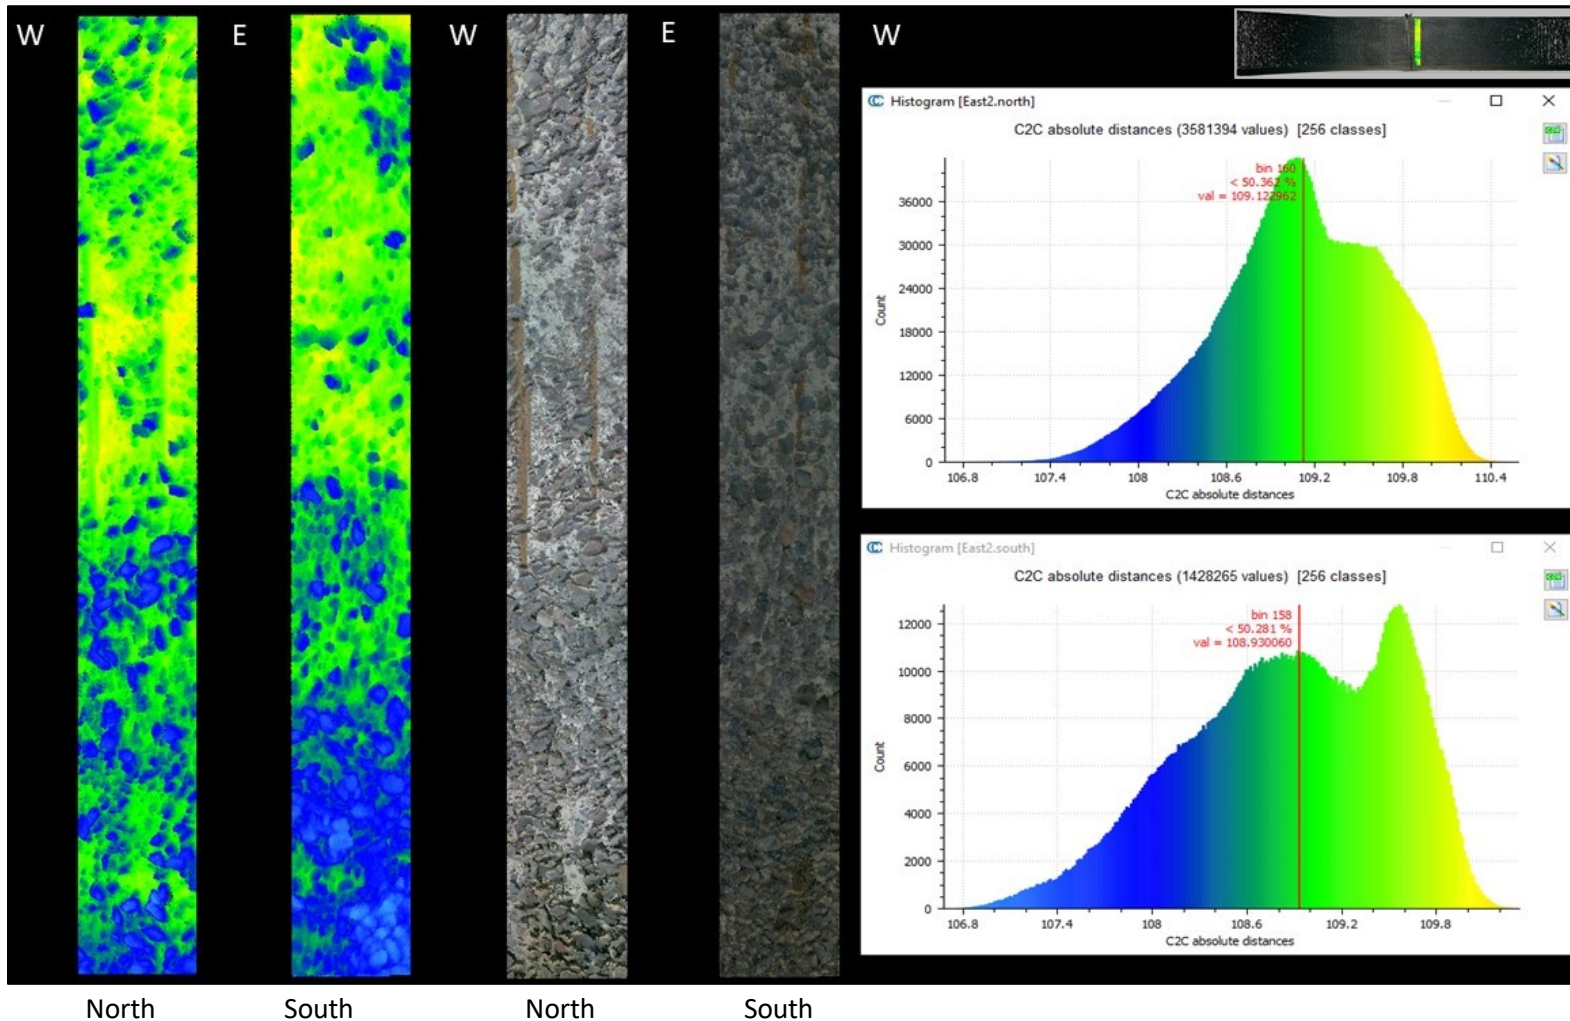 W E W E W
Histogram [East2.north]
C2C absolute distances (3581394 values) [256 classes]
bin 160
< 50.362 %
val = 109.122962
36000
30000
24000
18000
12000
6000
0
Count
106.8 107.4 108 108.6 109.2 109.8 110.4
C2C absolute distances
Histogram [East2.south]
C2C absolute distances (1428265 values) [256 classes]
bin 158
< 50.281 %
val = 108.930060
12000
10000
8000
6000
4000
2000
0
Count
106.8 107.4 108 108.6 109.2 109.8
C2C absolute distances
North South North South